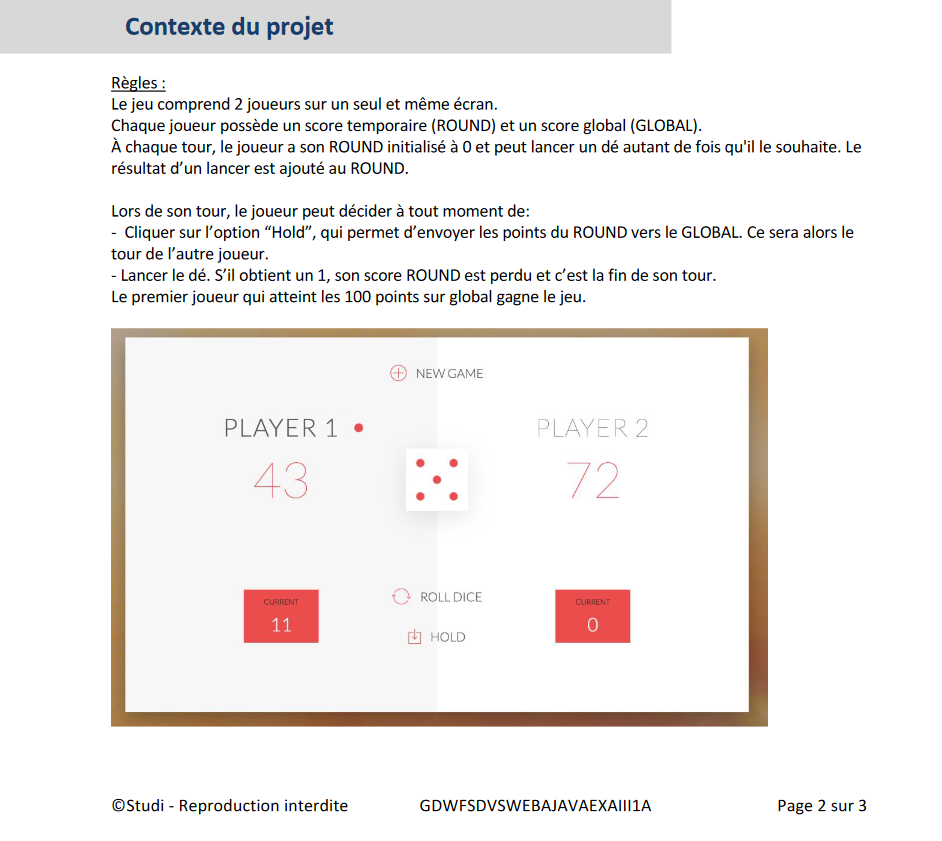 Contexte du projet
Règles :
Le jeu comprend 2 joueurs sur un seul et même écran.
Chaque joueur possède un score temporaire (ROUND) et un score global (GLOBAL).
À chaque tour, le joueur a son ROUND initialisé à 0 et peut lancer un dé autant de fois qu'il le souhaite. Le
résultat d’un lancer est ajouté au ROUND.
Lors de son tour, le joueur peut décider à tout moment de:
- Cliquer sur l’option “Hold”, qui permet d’envoyer les points du ROUND vers le GLOBAL. Ce sera alors le
tour de l’autre joueur.
- Lancer le dé. S’il obtient un 1, son score ROUND est perdu et c’est la fin de son tour.
Le premier joueur qui atteint les 100 points sur global gagne le jeu.
NEW GAME
PLAYER 1
43
PLAYER 2
72
CURRENT
11
ROLL DICE
HOLD
CURRENT
0
©Studi - Reproduction interdite GDWFSDVSWEBAJAVAEXAIII1A Page 2 sur 3